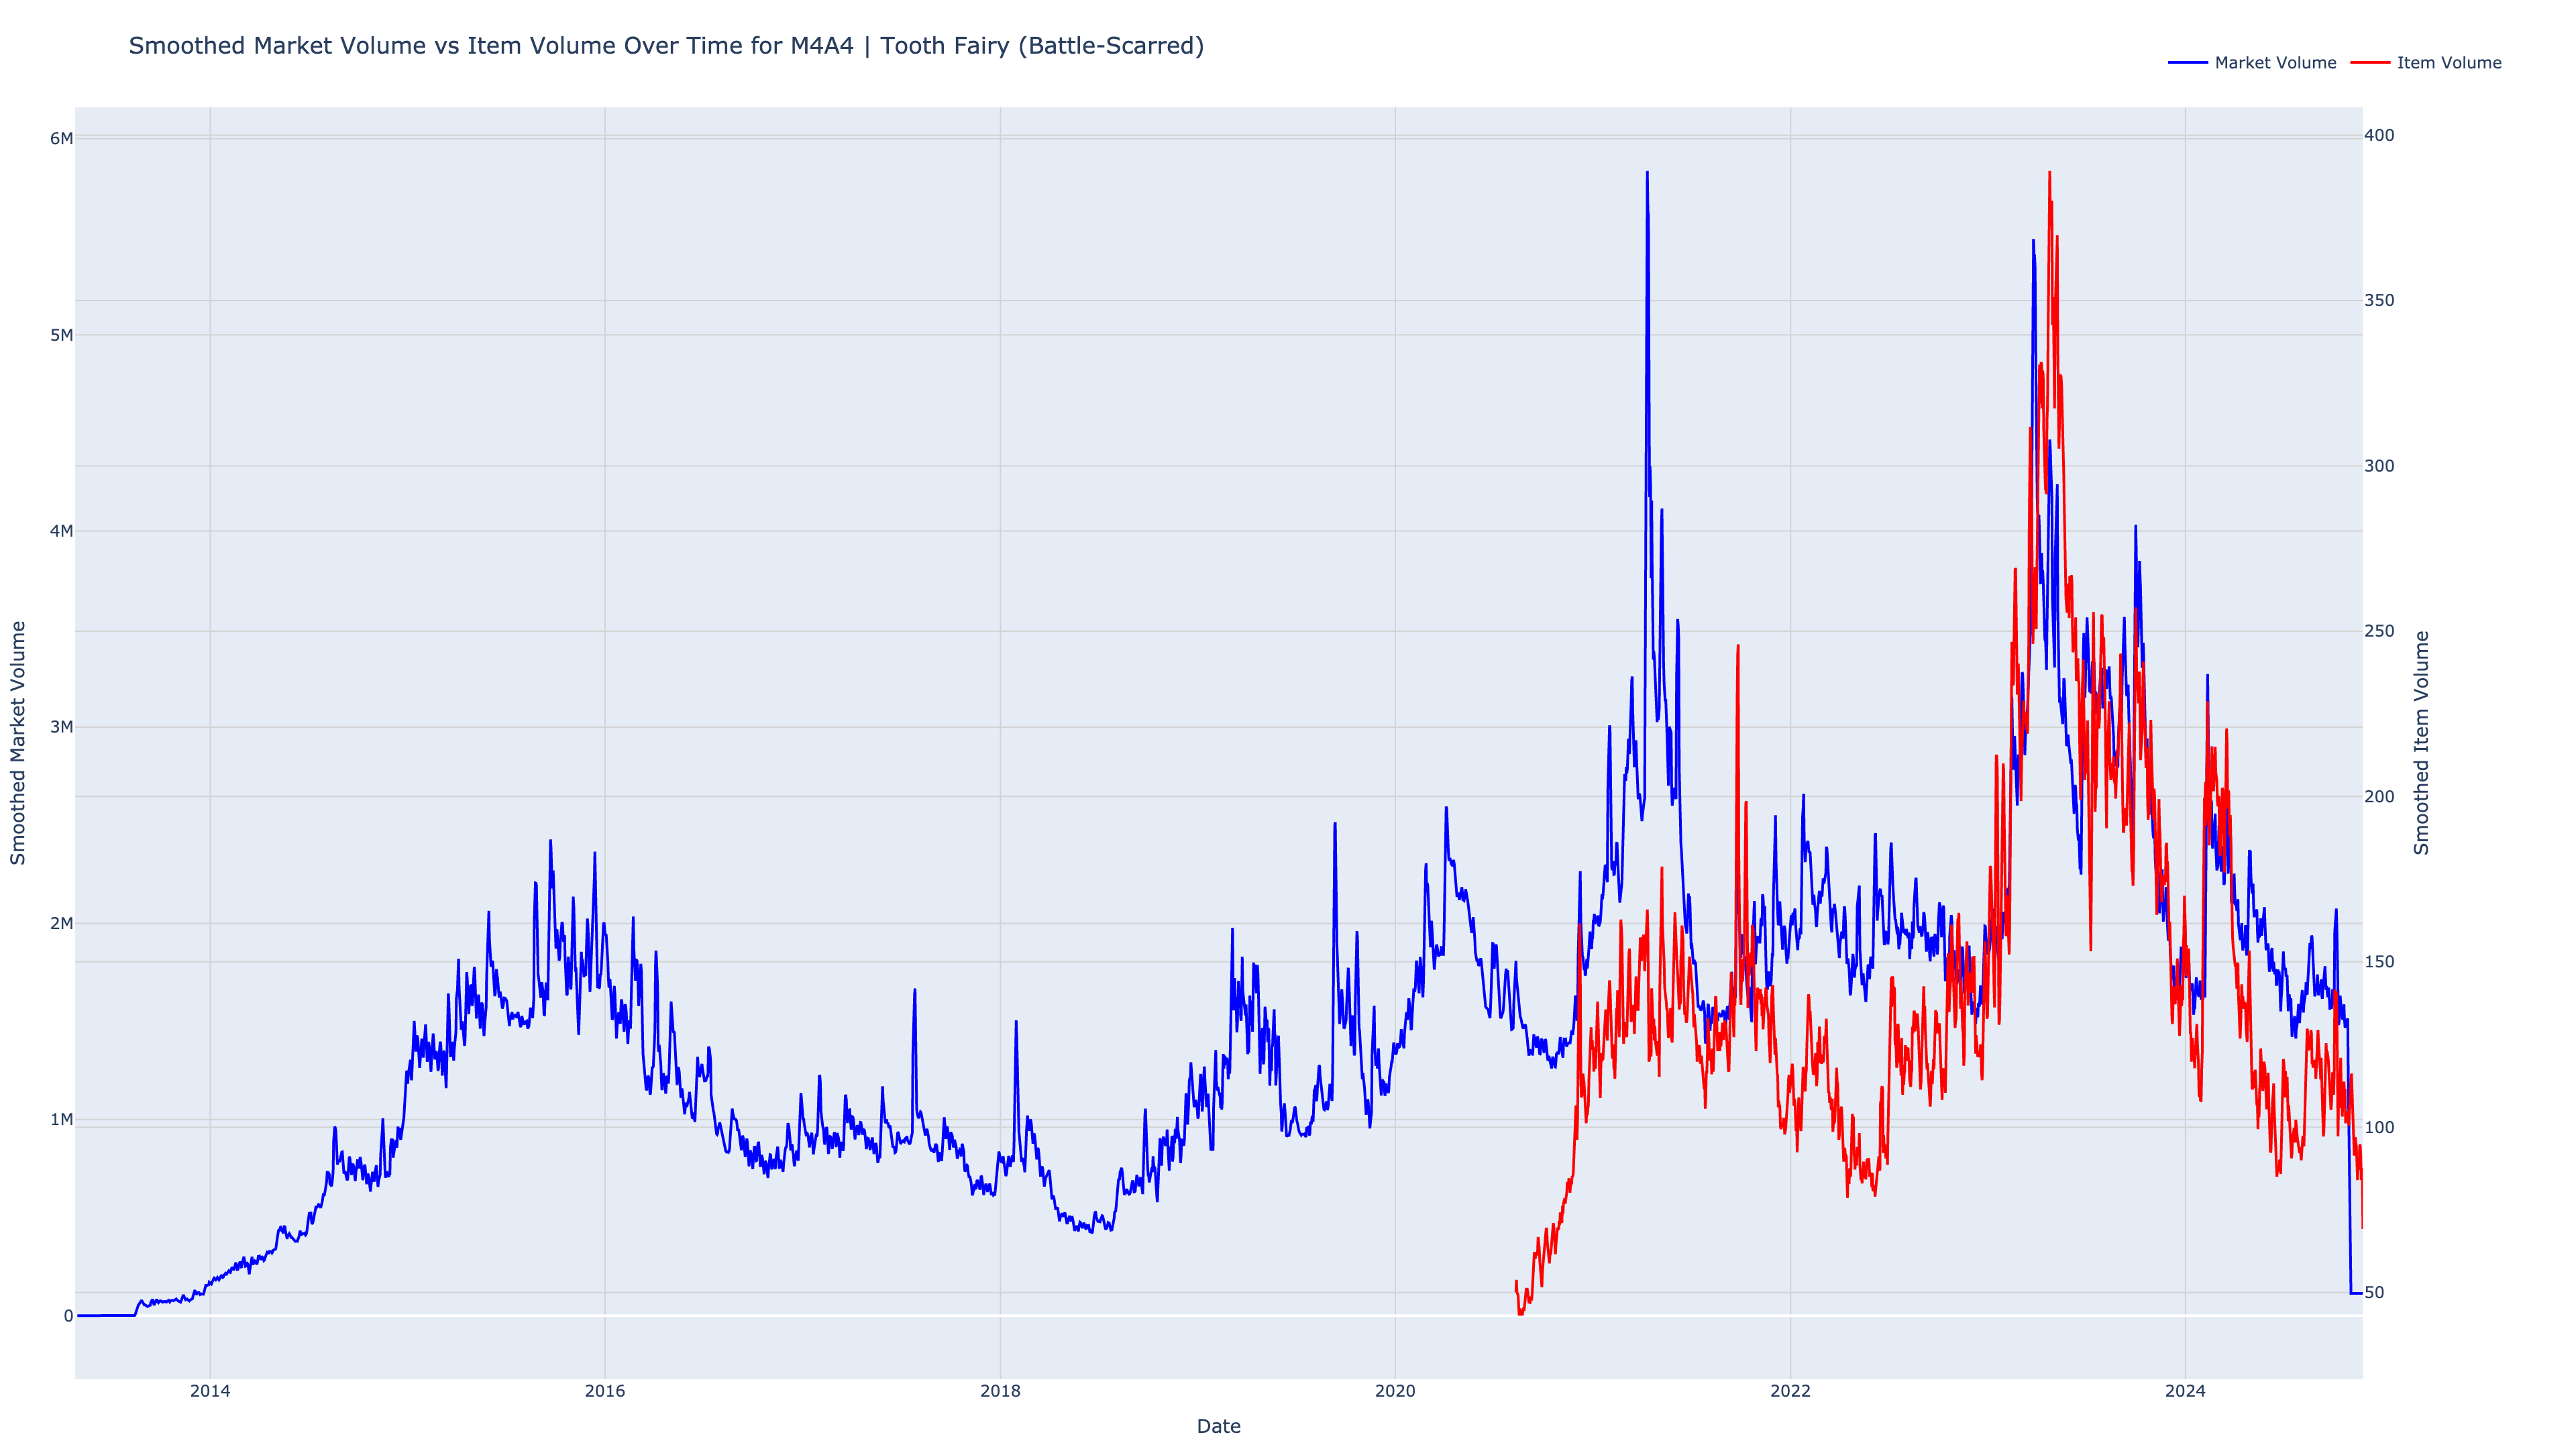 Smoothed Market Volume vs Item Volume Over Time for M4A4 | Tooth Fairy (Battle-Scarred)
Market Volume
Item Volume
6M
5M
4M
3M
2M
1M
0
Smoothed Market Volume
400
350
300
250
200
150
100
50
Smoothed Item Volume
2014
2016
2018
2020
2022
2024
Date